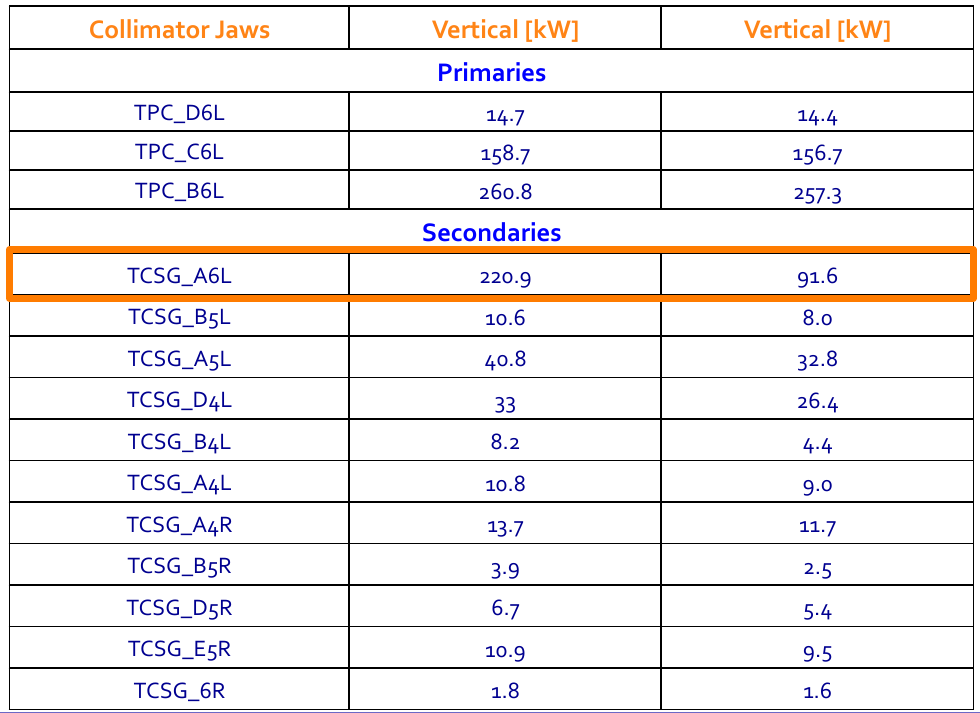 Collimator Jaws Vertical [kW] Vertical [kW]
Primaries
TPC_D6L 14.7 14.4
TPC_C6L 158.7 156.7
TPC_B6L 260.8 257.3
Secondaries
TCSG_A6L 220.9 91.6
TCSG_B5L 10.6 8.0
TCSG_A5L 40.8 32.8
TCSG_D4L 33 26.4
TCSG_B4L 8.2 4.4
TCSG_A4L 10.8 9.0
TCSG_A4R 13.7 11.7
TCSG_B5R 3.9 2.5
TCSG_D5R 6.7 5.4
TCSG_E5R 10.9 9.5
TCSG_6R 1.8 1.6